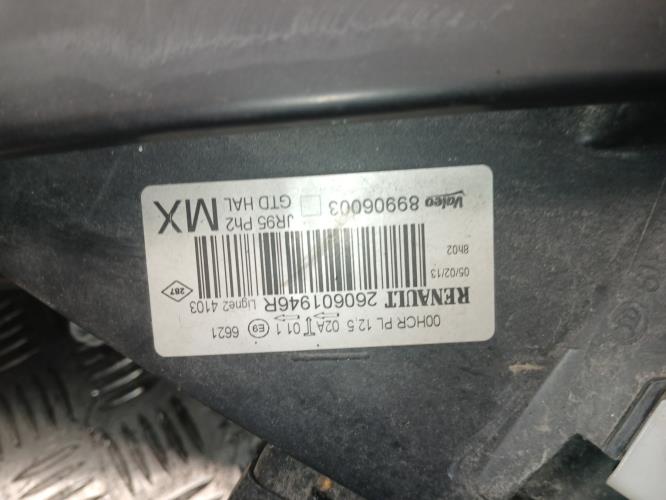 00HCR PL 12.5 02A 01.1 E9 6621
RENAULT 260601946R Ligne2 4103
05/02/13
8h02
287
JR95 Ph2
GTD HAL
MX
Valeo 89906003